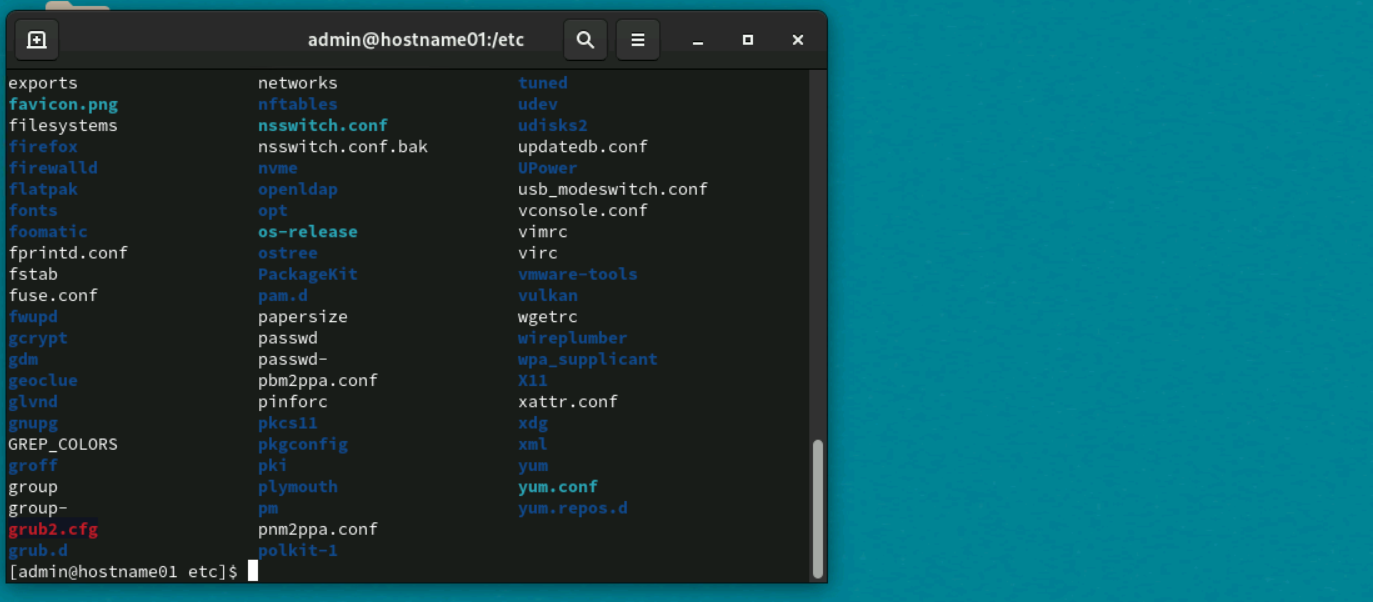 admin@hostname01:/etc
exports networks tuned
favicon.png nftables udev
filesystems nsswitch.conf udisks2
firefox nsswitch.conf.bak updatedb.conf
firewalld nvme UPower
flatpak openldap usb_modeswitch.conf
fonts opt vconsole.conf
foomatic os-release vimrc
fprintd.conf ostree virc
fstab PackageKit vmware-tools
fuse.conf pam.d vulkan
fwupd papersize wgetrc
gcrypt passwd wireplumber
gdm passwd- wpa_supplicant
geoclue pbm2ppa.conf X11
glvnd pinforc xattr.conf
gnupg pkcs11 xdg
GREP_COLORS pkgconfig xml
groff pki yum
group plymouth yum.conf
group- pm yum.repos.d
grub2.cfg pnm2ppa.conf
grub.d polkit-1
[admin@hostname01 etc]$